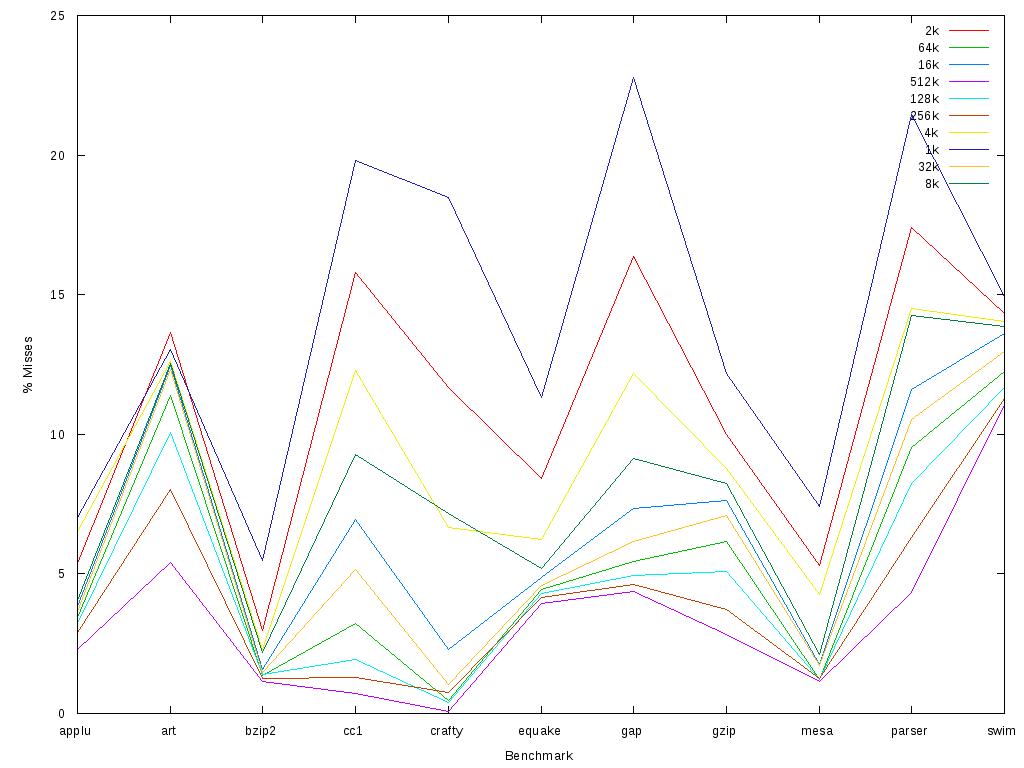 25
20
15
10
5
0
% Misses
2k
64k
16k
512k
128k
256k
4k
1k
32k
8k
applu art bzip2 cc1 crafty equake gap gzip mesa parser swim
Benchmark